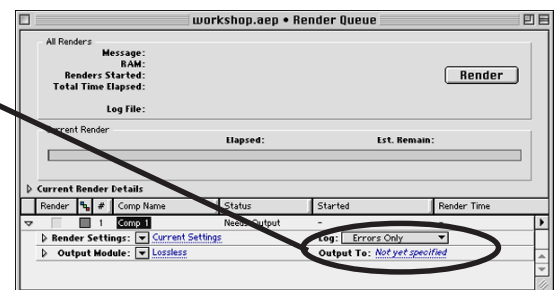 workshop.aep • Render Queue
All Renders
Message:
RAM:
Renders Started:
Total Time Elapsed:
Log File:
Render
Current Render
Elapsed: Est. Remain:
Current Render Details
Render # Comp Name Status Started Render Time
1 Comp 1 Needs Output - -
Render Settings: Current Settings Log: Errors Only
Output Module: Lossless Output To: Not yet specified